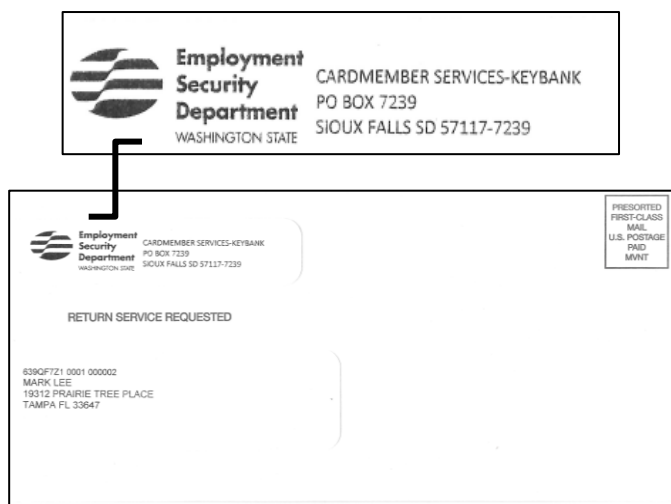 Employment
Security
Department
WASHINGTON STATE
CARDMEMBER SERVICES-KEYBANK
PO BOX 7239
SIOUX FALLS SD 57117-7239
Employment
Security
Department
WASHINGTON STATE
CARDMEMBER SERVICES-KEYBANK
PO BOX 7239
SIOUX FALLS SD 57117-7239
PRESORTED
FIRST-CLASS
MAIL
U.S. POSTAGE
PAID
MVNT
RETURN SERVICE REQUESTED
639QF7Z1 0001 000002
MARK LEE
19312 PRAIRIE TREE PLACE
TAMPA FL 33647